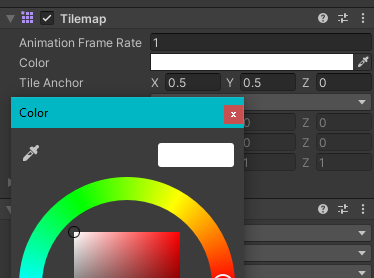 Tilemap
Animation Frame Rate 1
Color
Tile Anchor X 0.5 Y 0.5 Z 0
Color x
0 Z 0
0 Z 0
1 Z 1